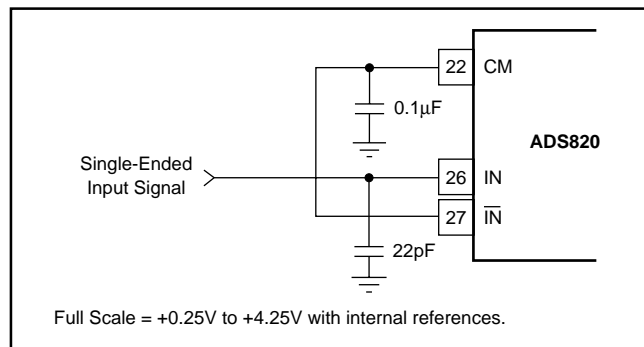 22 CM
0.1µF
ADS820
Single-Ended
Input Signal
26 IN
27 I̅N̅
22pF
Full Scale = +0.25V to +4.25V with internal references.